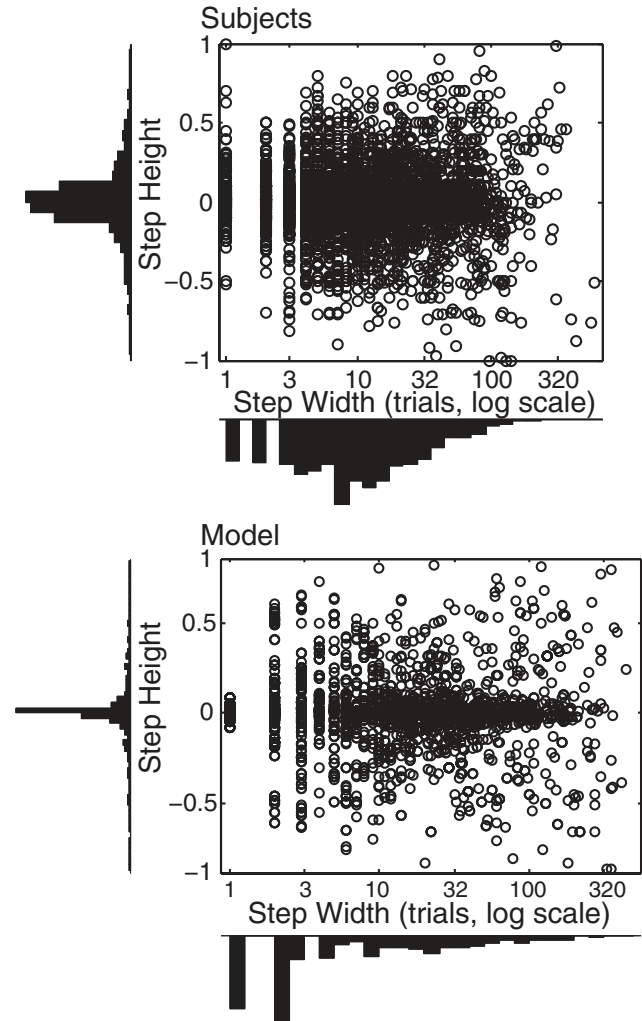 Subjects
1
0.5
0
−0.5
−1
Step Height
1 3 10 32 100 320
Step Width (trials, log scale)
Model
1
0.5
0
−0.5
−1
Step Height
1 3 10 32 100 320
Step Width (trials, log scale)